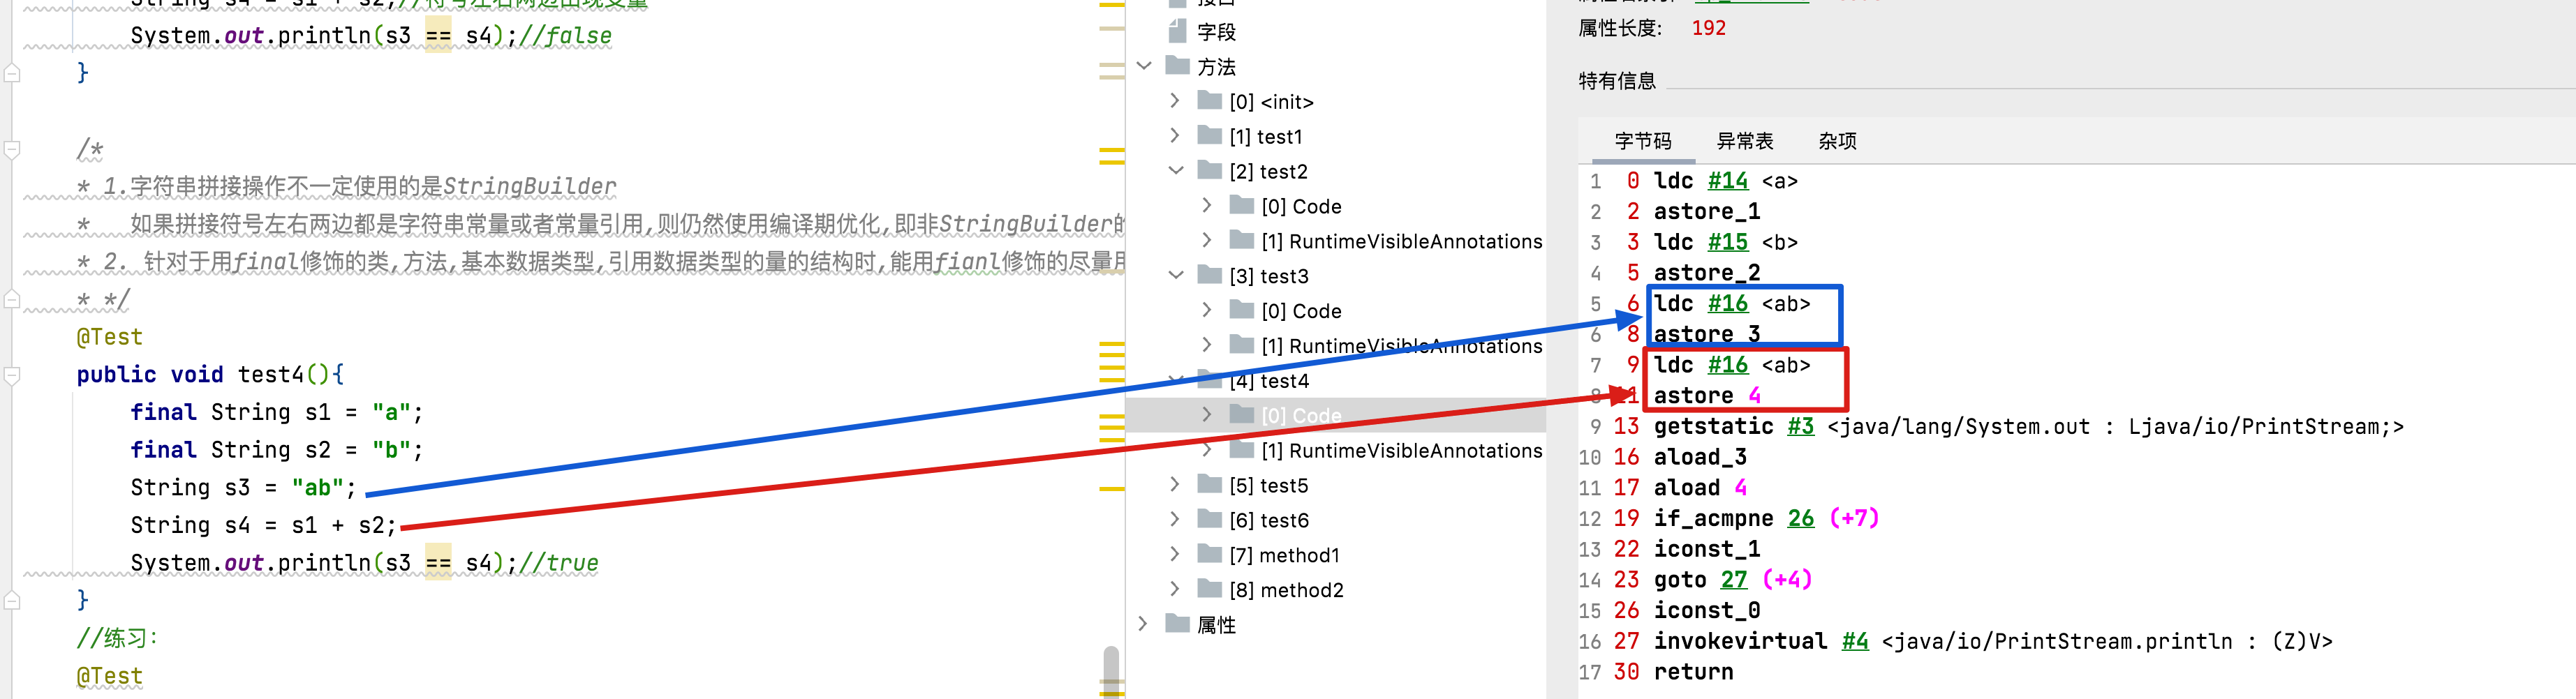 String s4 = s1 + s2;//符号左右两边出现变量
System.out.println(s3 == s4);//false
}
/*
* 1.字符串拼接操作不一定使用的是StringBuilder
* 如果拼接符号左右两边都是字符串常量或者常量引用,则仍然使用编译期优化,即非StringBuilder的
* 2. 针对于用final修饰的类,方法,基本数据类型,引用数据类型的量的结构时,能用fianl修饰的尽量用
* */
@Test
public void test4(){
final String s1 = "a";
final String s2 = "b";
String s3 = "ab";
String s4 = s1 + s2;
System.out.println(s3 == s4);//true
}
//练习:
@Test
接口
字段
方法
[0] <init>
[1] test1
[2] test2
[0] Code
[1] RuntimeVisibleAnnotations
[3] test3
[0] Code
[1] RuntimeVisibleAnnotations
[4] test4
[0] Code
[1] RuntimeVisibleAnnotations
[5] test5
[6] test6
[7] method1
[8] method2
属性
属性长度: 192
特有信息
字节码 异常表 杂项
1 0 ldc #14 <a>
2 2 astore_1
3 3 ldc #15 <b>
4 5 astore_2
5 6 ldc #16 <ab>
6 8 astore_3
7 9 ldc #16 <ab>
8 11 astore 4
9 13 getstatic #3 <java/lang/System.out : Ljava/io/PrintStream;>
10 16 aload_3
11 17 aload 4
12 19 if_acmpne 26 (+7)
13 22 iconst_1
14 23 goto 27 (+4)
15 26 iconst_0
16 27 invokevirtual #4 <java/io/PrintStream.println : (Z)V>
17 30 return